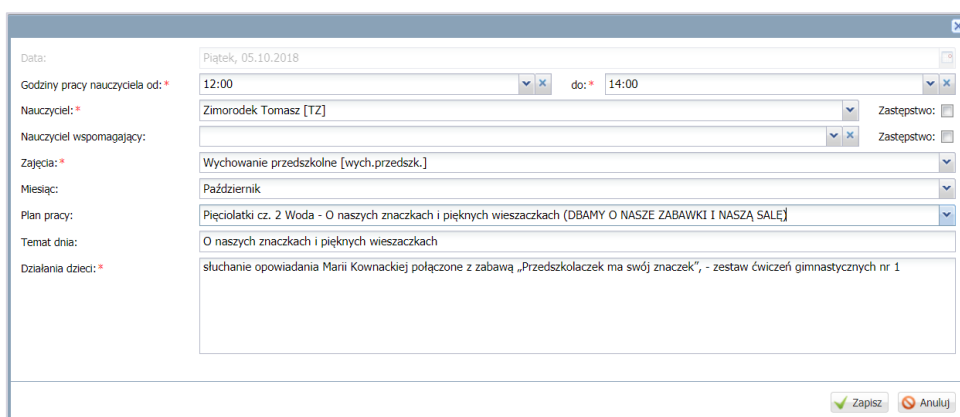 Data: Piątek, 05.10.2018
Godziny pracy nauczyciela od: * 12:00 do: * 14:00
Nauczyciel: * Zimorodek Tomasz [TZ] Zastępstwo:
Nauczyciel wspomagający: Zastępstwo:
Zajęcia: * Wychowanie przedszkolne [wych.przedszk.]
Miesiąc: Październik
Plan pracy: Pięciolatki cz. 2 Woda - O naszych znaczkach i pięknych wieszaczkach (DBAMY O NASZE ZABAWKI I NASZĄ SALĘ)
Temat dnia: O naszych znaczkach i pięknych wieszaczkach
Działania dzieci: * słuchanie opowiadania Marii Kownackiej połączone z zabawą „Przedszkolaczek ma swój znaczek”, - zestaw ćwiczeń gimnastycznych nr 1
Zapisz Anuluj